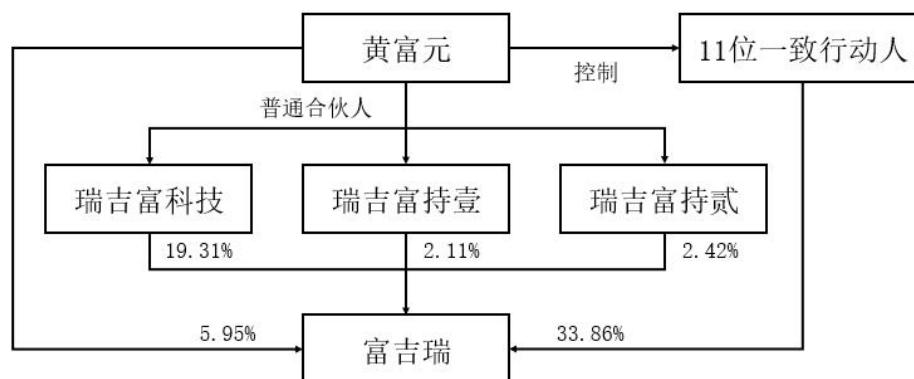 黄富元
11位一致行动人
控制
普通合伙人
瑞吉富科技
瑞吉富持壹
瑞吉富持贰
19.31%
2.11%
2.42%
5.95%
33.86%
富吉瑞